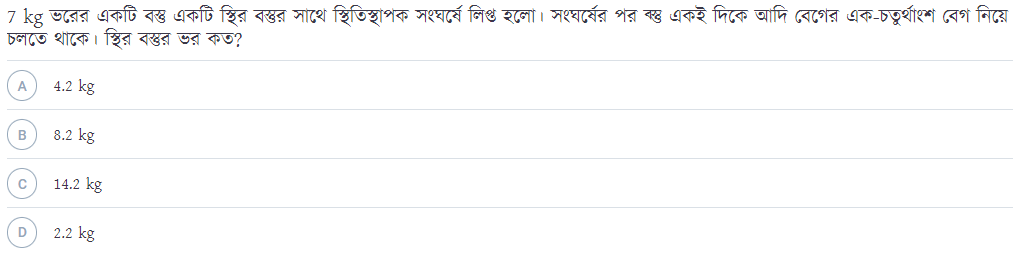 7 kg ভরের একটি বস্তু একটি স্থির বস্তুর সাথে স্থিতিস্থাপক সংঘর্ষে লিপ্ত হলো। সংঘর্ষের পর বস্তু একই দিকে আদি বেগের এক-চতুর্থাংশ বেগ নিয়ে
চলতে থাকে। স্থির বস্তুর ভর কত?
A 4.2 kg
B 8.2 kg
C 14.2 kg
D 2.2 kg